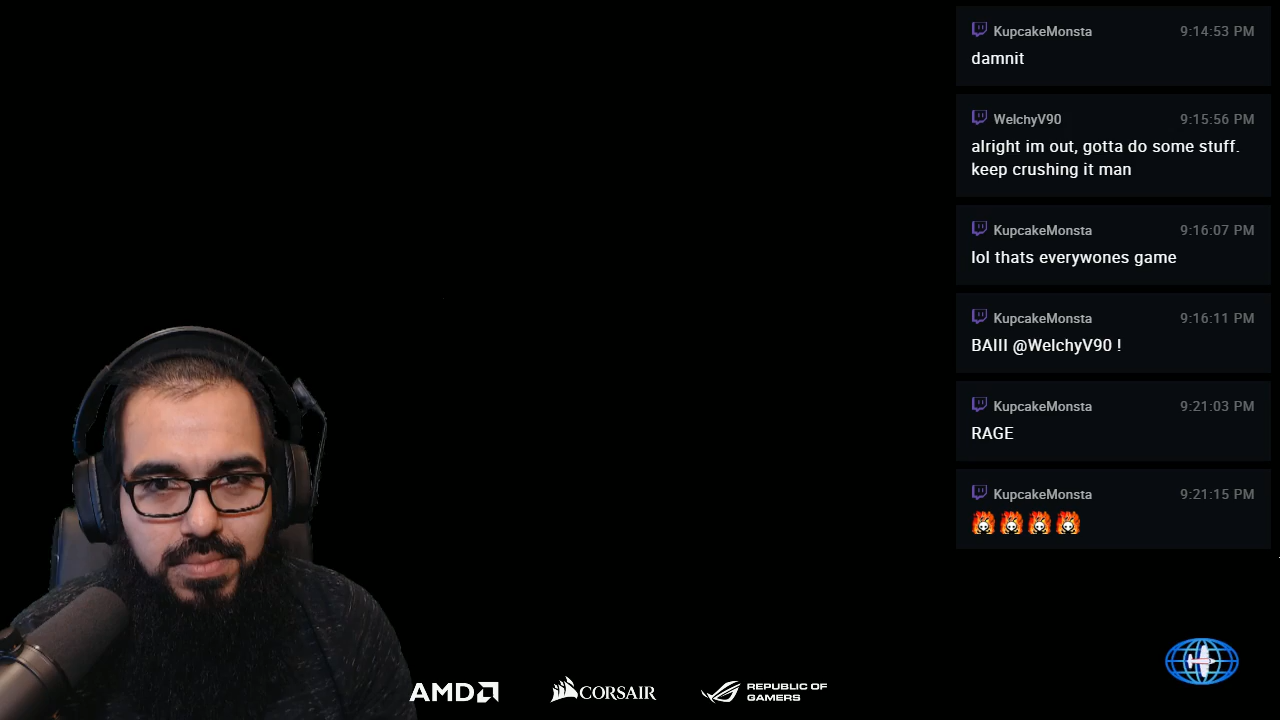 KupcakeMonsta 9:14:53 PM
damnit
WelchyV90 9:15:56 PM
alright im out, gotta do some stuff.
keep crushing it man
KupcakeMonsta 9:16:07 PM
lol thats everywones game
KupcakeMonsta 9:16:11 PM
BAIII @WelchyV90 !
KupcakeMonsta 9:21:03 PM
RAGE
KupcakeMonsta 9:21:15 PM
AMD
CORSAIR
REPUBLIC OF
GAMERS